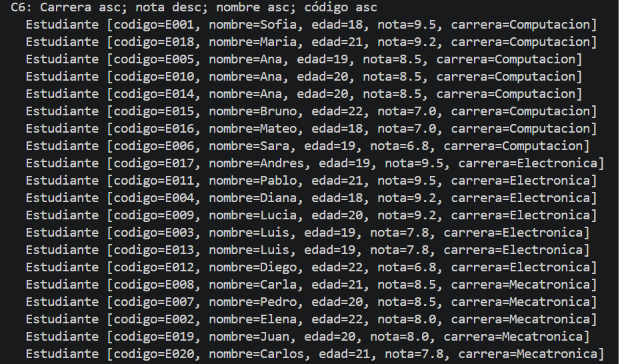 C6: Carrera asc; nota desc; nombre asc; código asc
Estudiante [codigo=E001, nombre=Sofia, edad=18, nota=9.5, carrera=Computacion]
Estudiante [codigo=E018, nombre=Maria, edad=21, nota=9.2, carrera=Computacion]
Estudiante [codigo=E005, nombre=Ana, edad=19, nota=8.5, carrera=Computacion]
Estudiante [codigo=E010, nombre=Ana, edad=20, nota=8.5, carrera=Computacion]
Estudiante [codigo=E014, nombre=Ana, edad=20, nota=8.5, carrera=Computacion]
Estudiante [codigo=E015, nombre=Bruno, edad=22, nota=7.0, carrera=Computacion]
Estudiante [codigo=E016, nombre=Mateo, edad=18, nota=7.0, carrera=Computacion]
Estudiante [codigo=E006, nombre=Sara, edad=19, nota=6.8, carrera=Computacion]
Estudiante [codigo=E017, nombre=Andres, edad=19, nota=9.5, carrera=Electronica]
Estudiante [codigo=E011, nombre=Pablo, edad=21, nota=9.5, carrera=Electronica]
Estudiante [codigo=E004, nombre=Diana, edad=18, nota=9.2, carrera=Electronica]
Estudiante [codigo=E009, nombre=Lucia, edad=20, nota=9.2, carrera=Electronica]
Estudiante [codigo=E003, nombre=Luis, edad=19, nota=7.8, carrera=Electronica]
Estudiante [codigo=E013, nombre=Luis, edad=19, nota=7.8, carrera=Electronica]
Estudiante [codigo=E012, nombre=Diego, edad=22, nota=6.8, carrera=Electronica]
Estudiante [codigo=E008, nombre=Carla, edad=21, nota=8.5, carrera=Mecatronica]
Estudiante [codigo=E007, nombre=Pedro, edad=20, nota=8.5, carrera=Mecatronica]
Estudiante [codigo=E002, nombre=Elena, edad=22, nota=8.0, carrera=Mecatronica]
Estudiante [codigo=E019, nombre=Juan, edad=20, nota=8.0, carrera=Mecatronica]
Estudiante [codigo=E020, nombre=Carlos, edad=21, nota=7.8, carrera=Mecatronica]